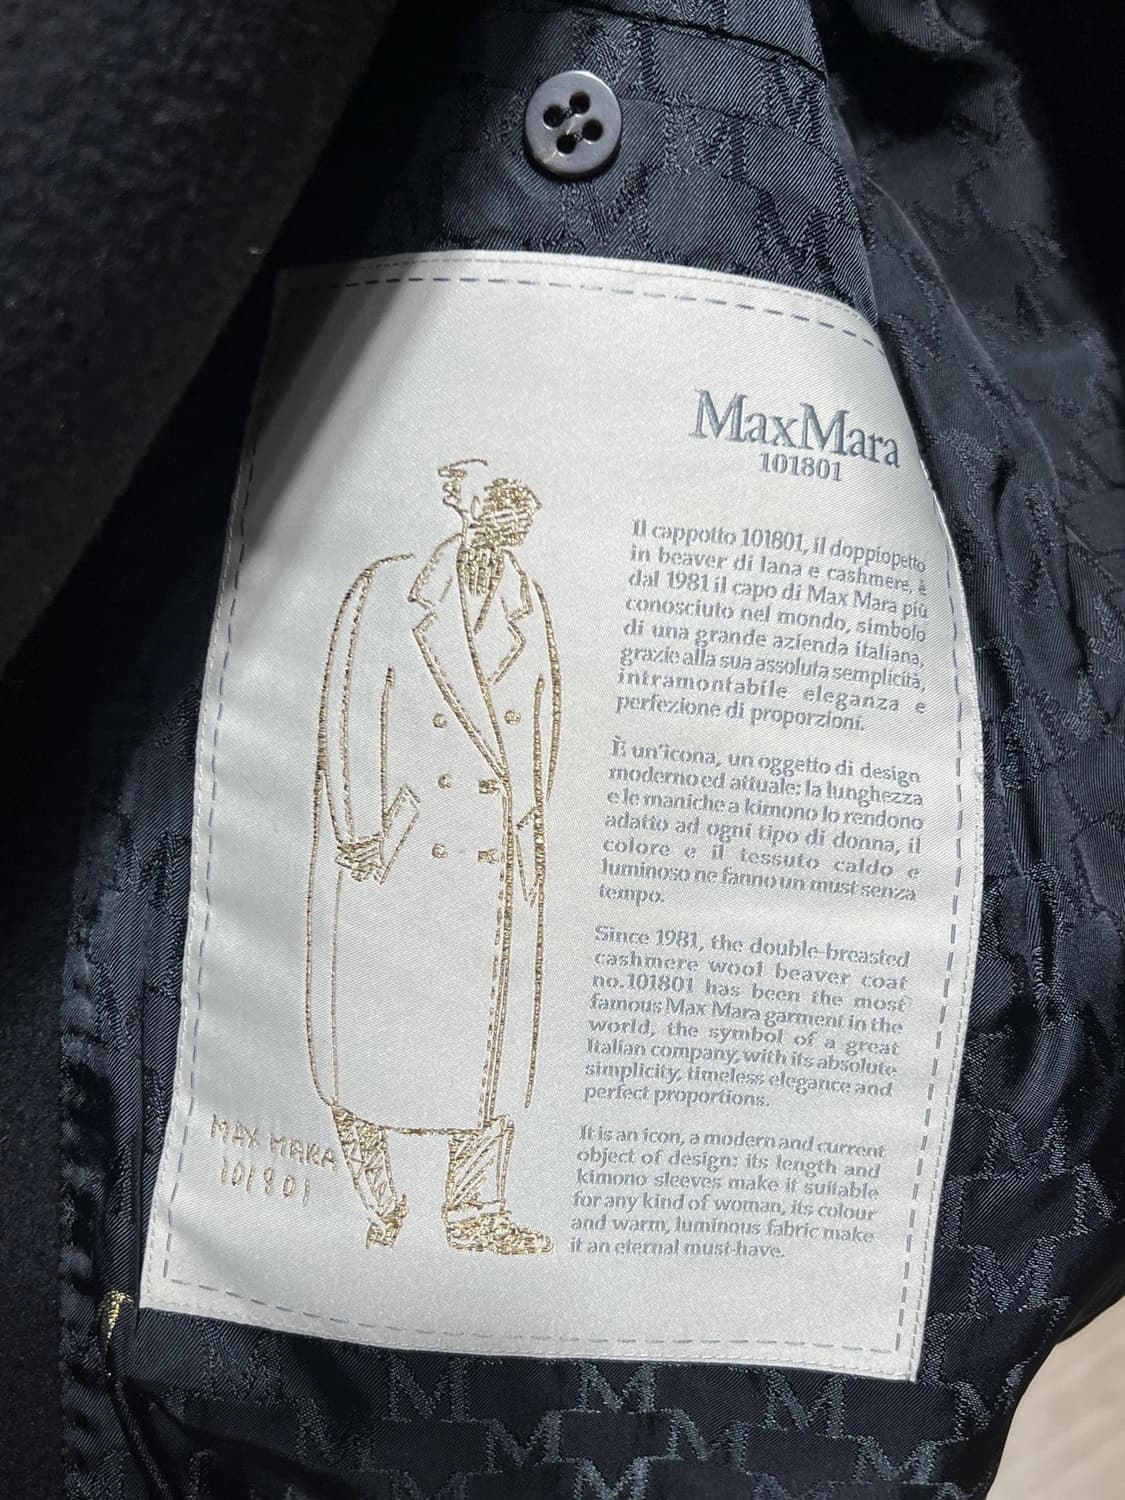 MaxMara
101801
Il cappotto 101801, il doppiopetto
in beaver di lana e cashmere, è
dal 1981 il capo di Max Mara più
conosciuto nel mondo, simbolo
di una grande azienda italiana,
grazie alla sua assoluta semplicità,
intramontabile eleganza e
perfezione di proporzioni.
È un'icona, un oggetto di design
moderno ed attuale: la lunghezza
e le maniche a kimono lo rendono
adatto ad ogni tipo di donna, il
colore e il tessuto caldo e
luminoso ne fanno un must senza
tempo.
Since 1981, the double-breasted
cashmere wool beaver coat
no.101801 has been the most
famous Max Mara garment in the
world, the symbol of a great
Italian company, with its absolute
simplicity, timeless elegance and
perfect proportions.
It is an icon, a modern and current
object of design: its length and
kimono sleeves make it suitable
for any kind of woman, its colour
and warm, luminous fabric make
it an eternal must-have.
MAX MARA
101801
M M
M M M